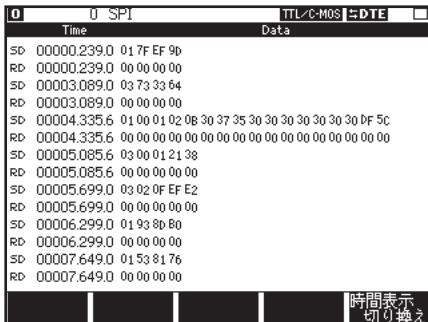 0 0 SPI TTL/C-MOS ≒DTE
Time Data
SD 00000.239.0 01 7F EF 9D
RD 00000.239.0 00 00 00 00
SD 00003.089.0 03 73 33 64
RD 00003.089.0 00 00 00 00
SD 00004.335.6 01 00 01 02 0B 30 37 35 30 30 30 30 30 30 30 DF 5C
RD 00004.335.6 00 00 00 00 00 00 00 00 00 00 00 00 00 00 00 00 00
SD 00005.085.6 03 00 01 21 38
RD 00005.085.6 00 00 00 00 00
SD 00005.699.0 03 02 0F EF E2
RD 00005.699.0 00 00 00 00 00
SD 00006.299.0 01 93 8D B0
RD 00006.299.0 00 00 00 00
SD 00007.649.0 01 53 81 76
RD 00007.649.0 00 00 00 00
時間表示
切り換え